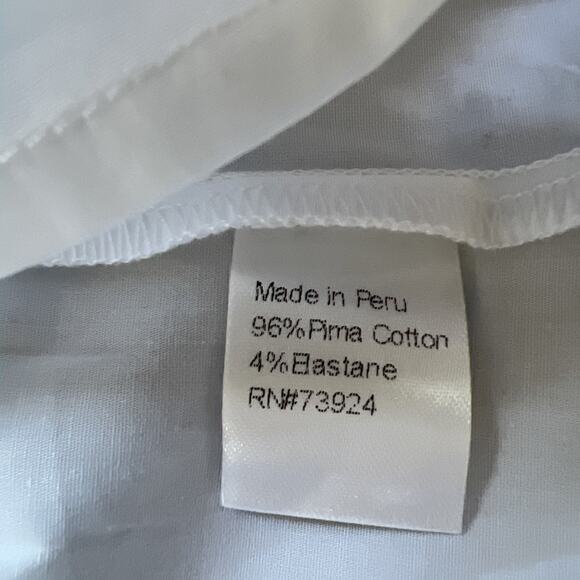 Made in Peru
96%Pima Cotton
4%Elastane
RN#73924